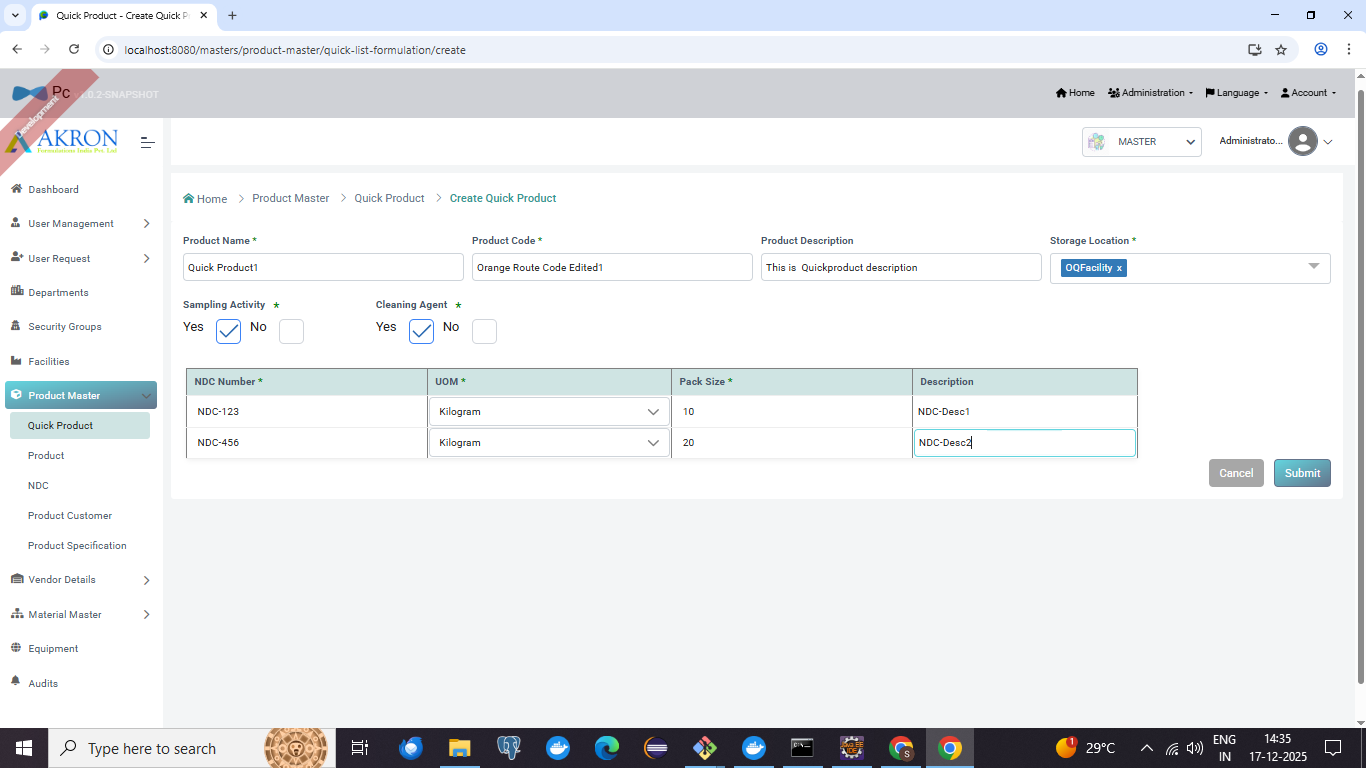 Quick Product - Create Quick P
localhost:8080/masters/product-master/quick-list-formulation/create
Pc v1.0.2-SNAPSHOT
Development
Home Administration Language Account
AKRON
Formulations India Pvt Ltd
MASTER Administrato...
Dashboard
User Management
User Request
Departments
Security Groups
Facilities
Product Master
Quick Product
Product
NDC
Product Customer
Product Specification
Vendor Details
Material Master
Equipment
Audits
Home > Product Master > Quick Product > Create Quick Product
Product Name * Product Code * Product Description Storage Location *
Quick Product1 Orange Route Code Edited1 This is Quickproduct description OQFacility x
Sampling Activity * Cleaning Agent *
Yes No Yes No
NDC Number * UOM * Pack Size * Description
NDC-123 Kilogram 10 NDC-Desc1
NDC-456 Kilogram 20 NDC-Desc2
Cancel Submit
Type here to search
1 29°C ENG 14:35
IN 17-12-2025